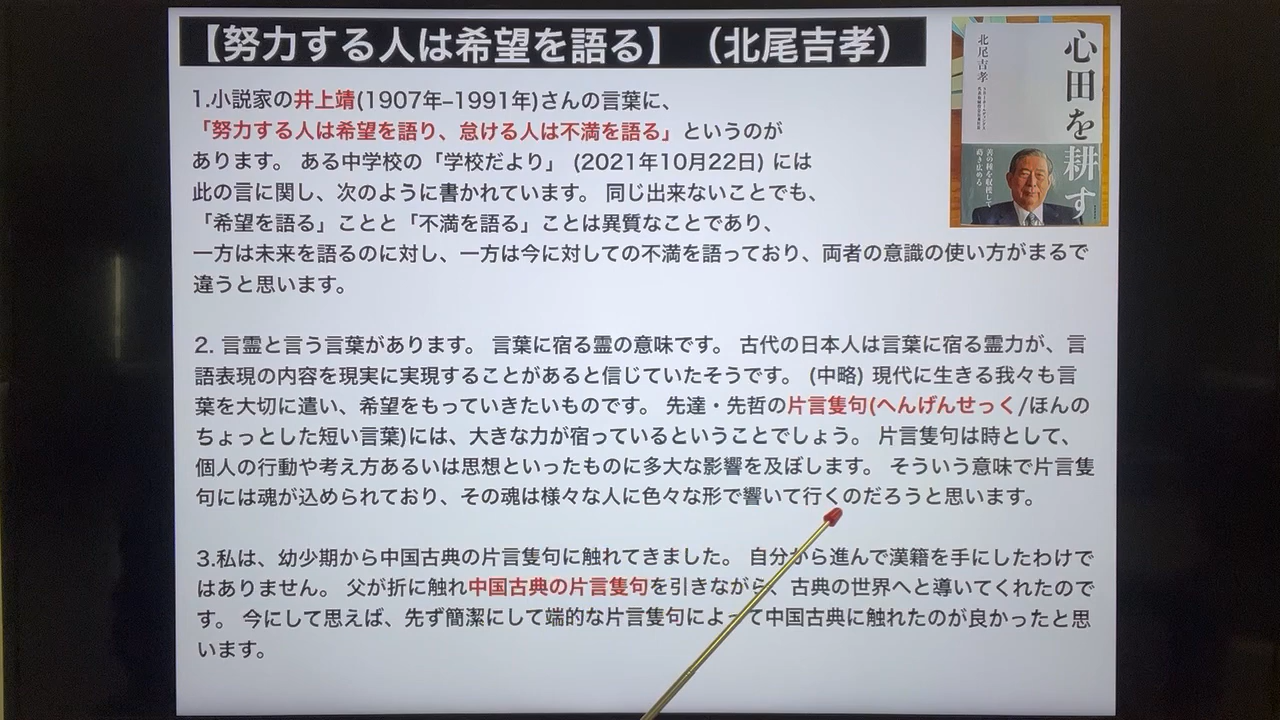 【努力する人は希望を語る】（北尾吉孝）
心田を耕す
北尾吉孝
善の種を収穫して
蒔き広める
1.小説家の井上靖(1907年–1991年)さんの言葉に、
「努力する人は希望を語り、怠ける人は不満を語る」というのが
あります。 ある中学校の「学校だより」 (2021年10月22日) には
此の言に関し、次のように書かれています。 同じ出来ないことでも、
「希望を語る」ことと「不満を語る」ことは異質なことであり、
一方は未来を語るのに対し、一方は今に対しての不満を語っており、両者の意識の使い方がまるで
違うと思います。
2. 言霊と言う言葉があります。 言葉に宿る霊の意味です。 古代の日本人は言葉に宿る霊力が、言
語表現の内容を現実に実現することがあると信じていたそうです。 (中略) 現代に生きる我々も言
葉を大切に遣い、希望をもっていきたいものです。 先達・先哲の片言隻句(へんげんせっく/ほんの
ちょっとした短い言葉)には、大きな力が宿っているということでしょう。 片言隻句は時として、
個人の行動や考え方あるいは思想といったものに多大な影響を及ぼします。 そういう意味で片言隻
句には魂が込められており、その魂は様々な人に色々な形で響いて行くのだろうと思います。
3.私は、幼少期から中国古典の片言隻句に触れてきました。 自分から進んで漢籍を手にしたわけで
はありません。 父が折に触れ中国古典の片言隻句を引きながら、古典の世界へと導いてくれたので
す。 今にして思えば、先ず簡潔にして端的な片言隻句によって中国古典に触れたのが良かったと思
います。